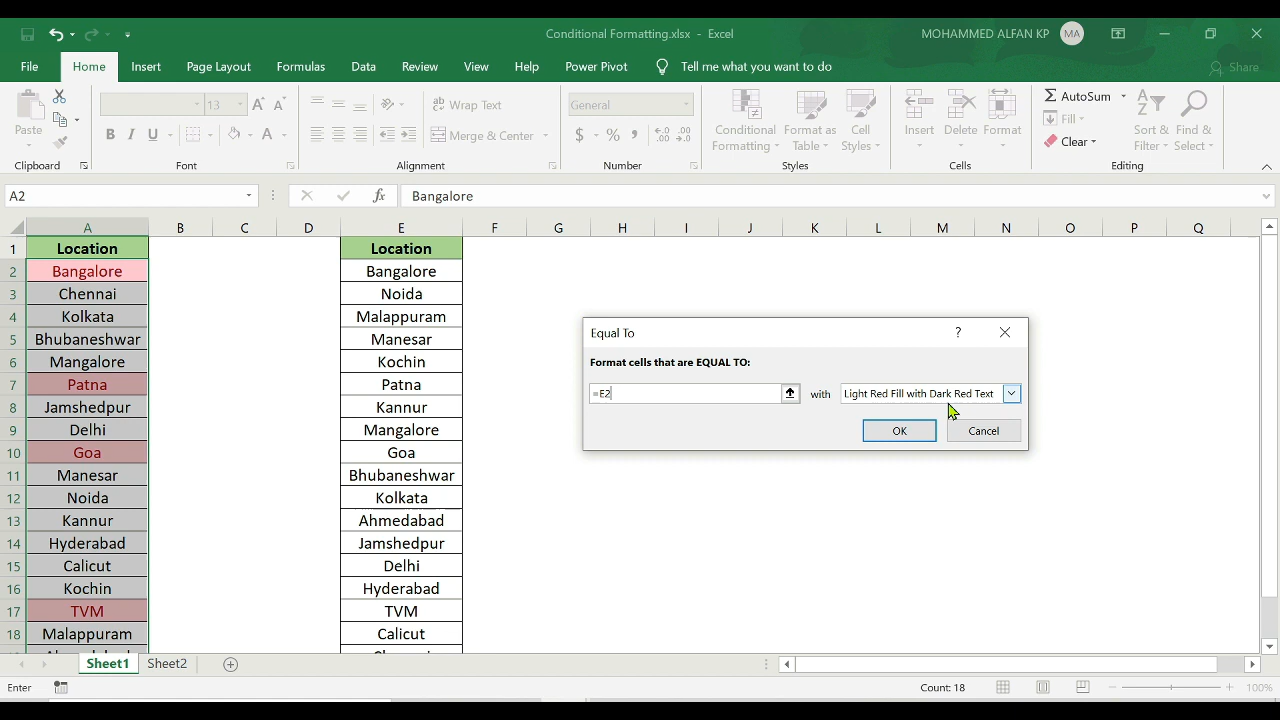 Conditional Formatting.xlsx - Excel
MOHAMMED ALFAN KP MA
File Home Insert Page Layout Formulas Data Review View Help Power Pivot Tell me what you want to do Share
13 A A ab Wrap Text General AutoSum
Paste B I U A Merge & Center $ % , Conditional Formatting Format as Table Cell Styles Insert Delete Format Fill Clear Sort & Filter Find & Select
Clipboard Font Alignment Number Styles Cells Editing
A2 fx Bangalore
A B C D E F G H I J K L M N O P Q
1 Location Location
2 Bangalore Bangalore
3 Chennai Noida
4 Kolkata Malappuram
5 Bhubaneshwar Manesar
6 Mangalore Kochin
7 Patna Patna
8 Jamshedpur Kannur
9 Delhi Mangalore
10 Goa Goa
11 Manesar Bhubaneshwar
12 Noida Kolkata
13 Kannur Ahmedabad
14 Hyderabad Jamshedpur
15 Calicut Delhi
16 Kochin Hyderabad
17 TVM TVM
18 Malappuram Calicut
Equal To ?
Format cells that are EQUAL TO:
=E2 with Light Red Fill with Dark Red Text
OK Cancel
Sheet1 Sheet2
Enter Count: 18 100%